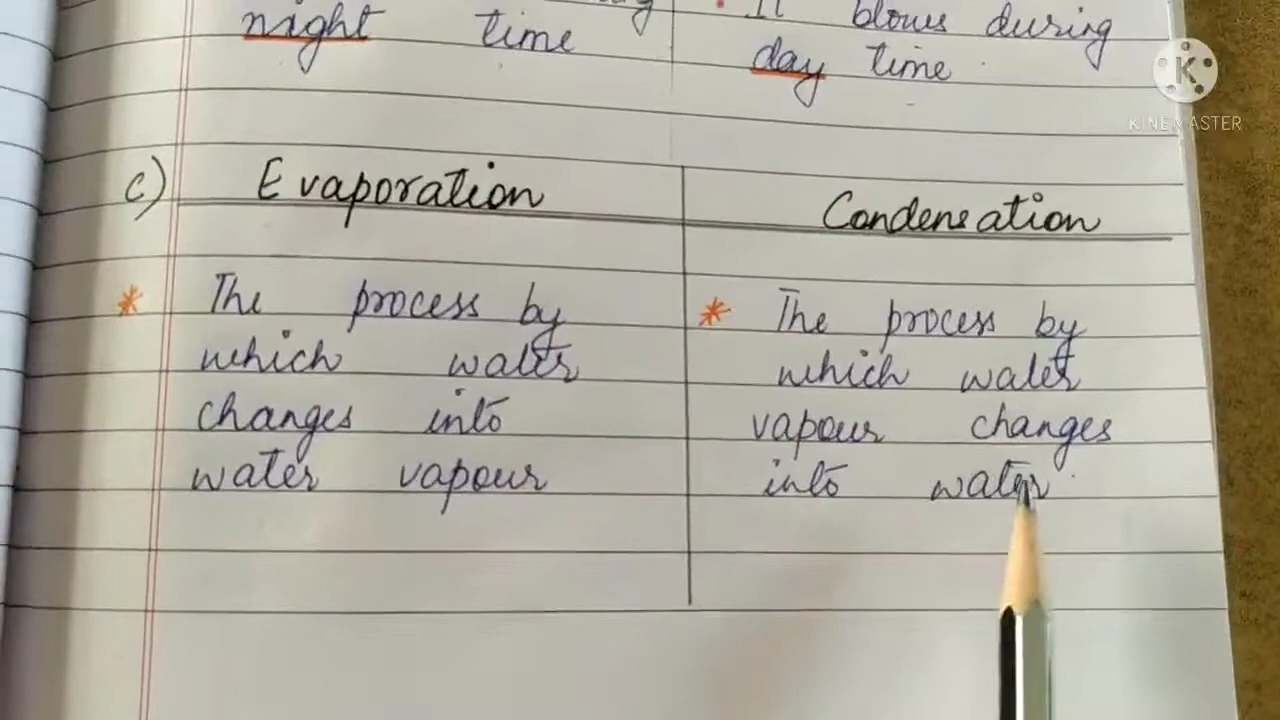 night time
It blows during
day time
KINEMASTER
c) Evaporation
Condensation
* The process by
which water
changes into
water vapour
* The process by
which water
vapour changes
into water